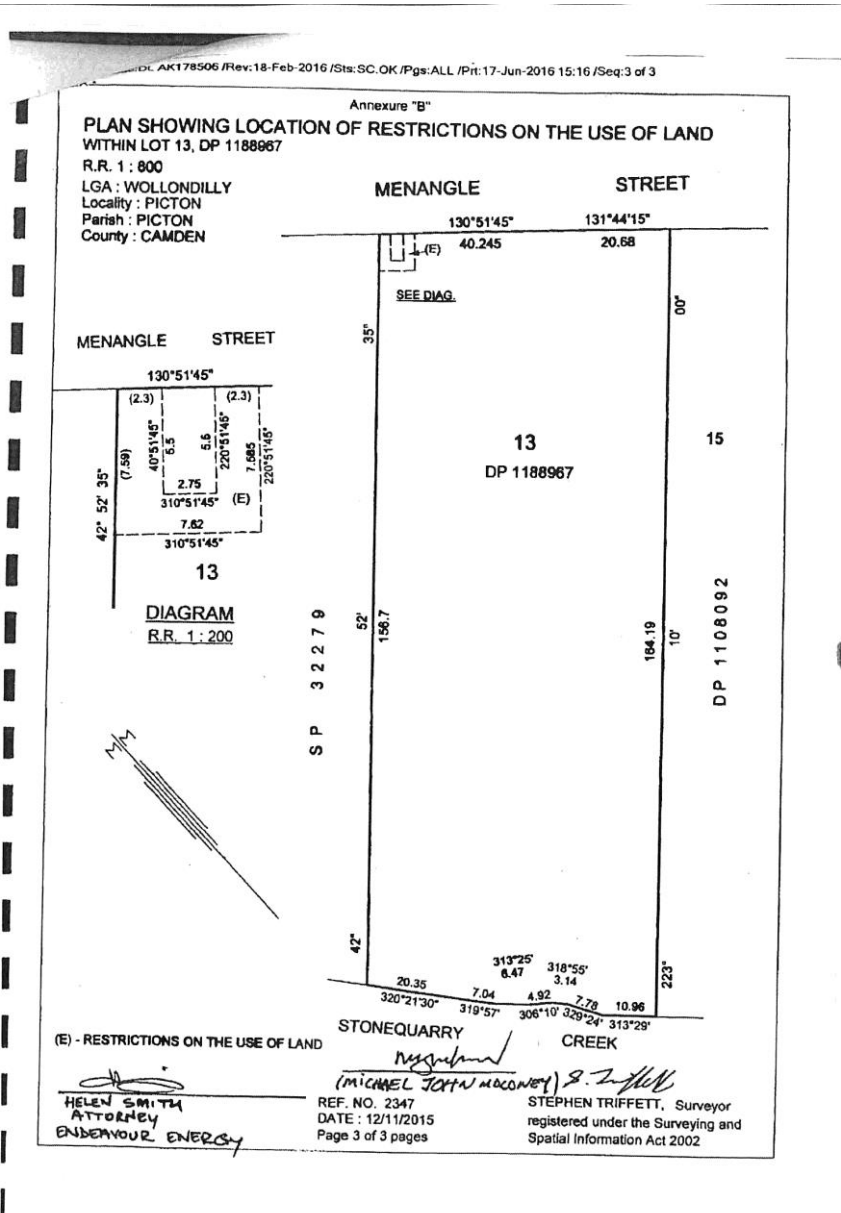 AK178506 /Rev:18-Feb-2016 /Sts:SC.OK /Pgs:ALL /Prt:17-Jun-2016 15:16 /Seq:3 of 3
Annexure "B"
PLAN SHOWING LOCATION OF RESTRICTIONS ON THE USE OF LAND
WITHIN LOT 13, DP 1188967
R.R. 1 : 800
LGA : WOLLONDILLY
Locality : PICTON
Parish : PICTON
County : CAMDEN
MENANGLE STREET
130°51'45" 131°44'15"
(E) 40.245 20.68
SEE DIAG.
35"
00"
MENANGLE STREET
130°51'45"
(2.3) (2.3)
(7.59)
40°51'45"
5.5
5.5
220°51'45"
7.585
220°51'45"
2.75
310°51'45" (E)
7.62
310°51'45"
42° 52' 35"
13
DIAGRAM
R.R. 1 : 200
13
DP 1188967
15
SP 32279
52'
156.7
164.19
10'
DP 1108092
42°
223°
313°25'
6.47
318°55'
3.14
20.35 7.04 4.92 7.78 10.96
320°21'30" 319°57' 306°10' 329°24' 313°29'
STONEQUARRY CREEK
(E) - RESTRICTIONS ON THE USE OF LAND
HELEN SMITH
ATTORNEY
ENDEAVOUR ENERGY
(MICHAEL JOHN MOLONEY)
REF. NO. 2347
DATE : 12/11/2015
Page 3 of 3 pages
STEPHEN TRIFFETT, Surveyor
registered under the Surveying and
Spatial Information Act 2002